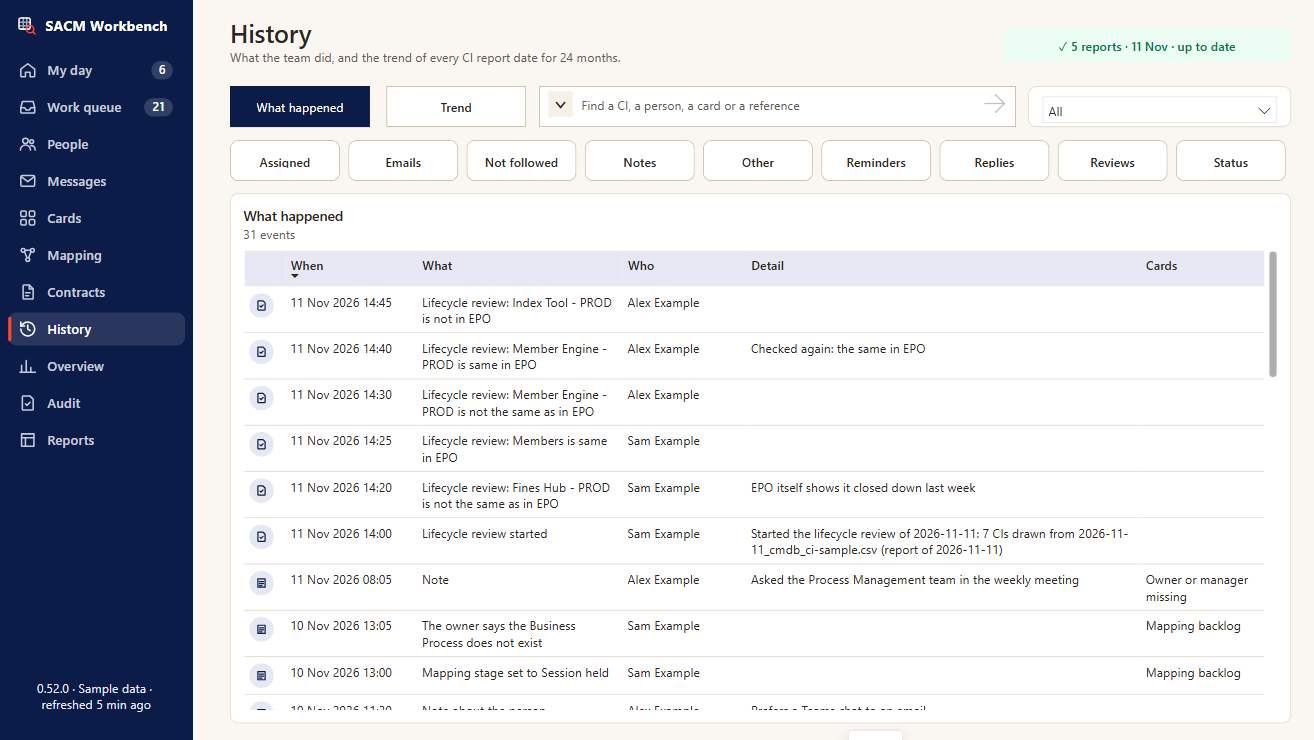 SACM Workbench
My day 6
Work queue 21
People
Messages
Cards
Mapping
Contracts
History
Overview
Audit
Reports
0.52.0 · Sample data ·
refreshed 5 min ago
History
What the team did, and the trend of every CI report date for 24 months.
✓ 5 reports · 11 Nov · up to date
What happened
Trend
Find a CI, a person, a card or a reference
All
Assigned
Emails
Not followed
Notes
Other
Reminders
Replies
Reviews
Status
What happened
31 events
When What Who Detail Cards
11 Nov 2026 14:45 Lifecycle review: Index Tool - PROD Alex Example
is not in EPO
11 Nov 2026 14:40 Lifecycle review: Member Engine - Alex Example Checked again: the same in EPO
PROD is same in EPO
11 Nov 2026 14:30 Lifecycle review: Member Engine - Alex Example
PROD is not the same as in EPO
11 Nov 2026 14:25 Lifecycle review: Members is same Sam Example
in EPO
11 Nov 2026 14:20 Lifecycle review: Fines Hub - PROD Sam Example EPO itself shows it closed down last week
is not the same as in EPO
11 Nov 2026 14:00 Lifecycle review started Sam Example Started the lifecycle review of 2026-11-11: 7 CIs drawn from 2026-11-
11_cmdb_ci-sample.csv (report of 2026-11-11)
11 Nov 2026 08:05 Note Alex Example Asked the Process Management team in the weekly meeting Owner or manager
missing
10 Nov 2026 13:05 The owner says the Business Sam Example Mapping backlog
Process does not exist
10 Nov 2026 13:00 Mapping stage set to Session held Sam Example Mapping backlog